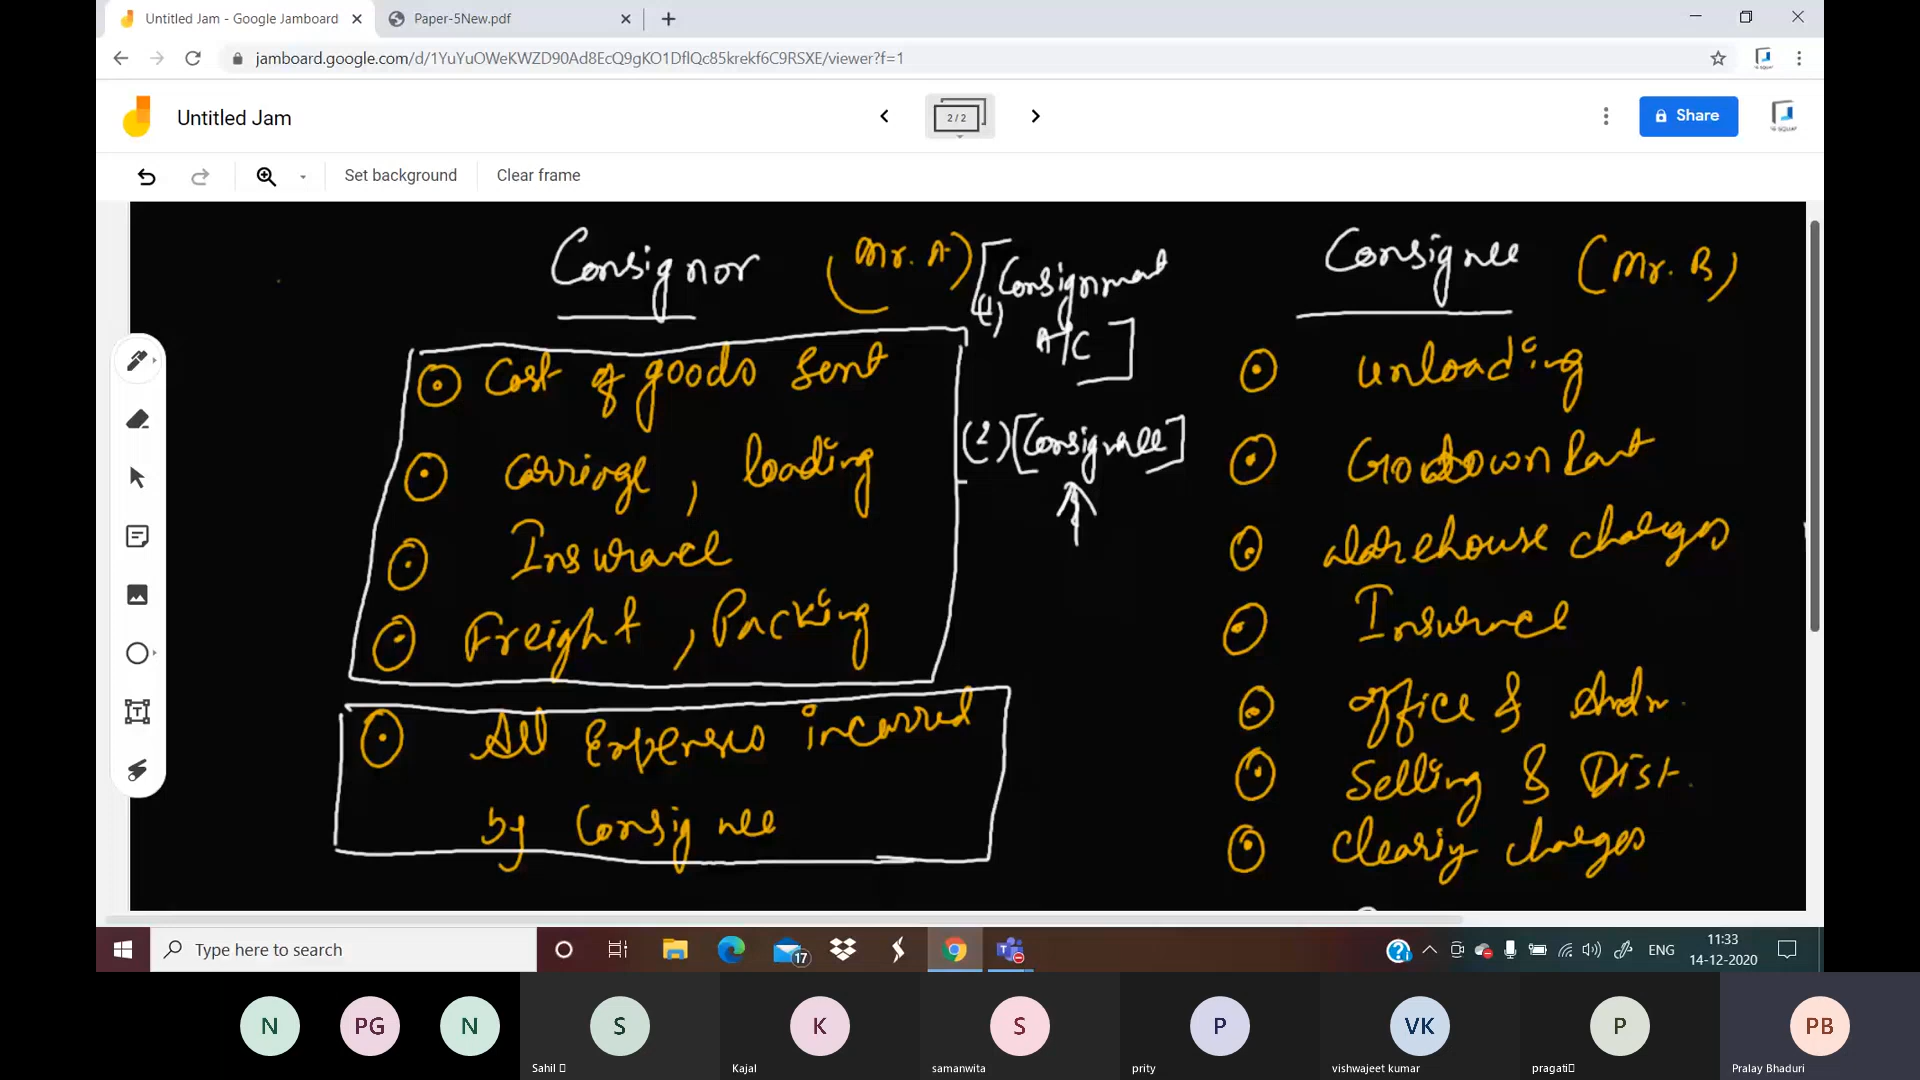 Untitled Jam - Google Jamboard
Paper-5New.pdf
jamboard.google.com/d/1YuYuOWeKWZD90Ad8EcQ9gKO1DflQc85krekf6C9RSXE/viewer?f=1
Untitled Jam
2 / 2
Share
Set background
Clear frame
Consignor (Mr. A)
(1) [Consignment
A/C]
Cost of goods sent
(2) [Consignee]
Carriage, loading
Insurance
Freight, Packing
All Expenses incurred
by Consignee
Consignee (Mr. B)
unloading
Godown Rent
warehouse charges
Insurance
office & Adm.
Selling & Dist.
clearing charges
Type here to search
17
ENG
11:33
14-12-2020
N
PG
N
S
K
S
P
VK
P
PB
Sahil
Kajal
samanwita
prity
vishwajeet kumar
pragati
Pralay Bhaduri